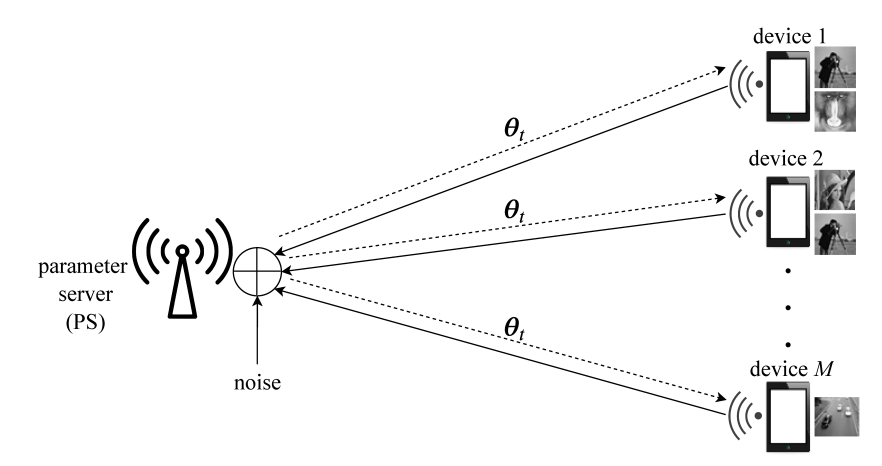 device 1
θt
device 2
θt
parameter
server
(PS)
θt
noise
device M